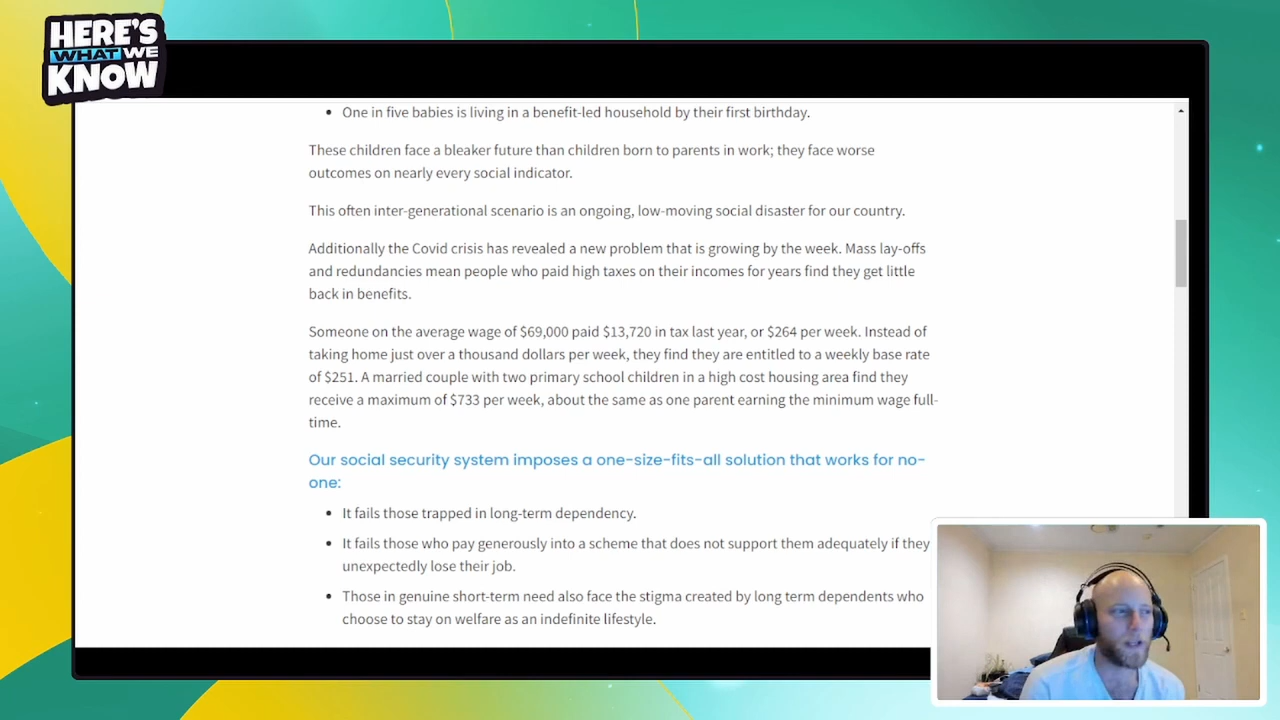 HERE'S
WHAT WE
KNOW
• One in five babies is living in a benefit-led household by their first birthday.
These children face a bleaker future than children born to parents in work; they face worse
outcomes on nearly every social indicator.
This often inter-generational scenario is an ongoing, low-moving social disaster for our country.
Additionally the Covid crisis has revealed a new problem that is growing by the week. Mass lay-offs
and redundancies mean people who paid high taxes on their incomes for years find they get little
back in benefits.
Someone on the average wage of $69,000 paid $13,720 in tax last year, or $264 per week. Instead of
taking home just over a thousand dollars per week, they find they are entitled to a weekly base rate
of $251. A married couple with two primary school children in a high cost housing area find they
receive a maximum of $733 per week, about the same as one parent earning the minimum wage full-
time.
Our social security system imposes a one-size-fits-all solution that works for no-
one:
• It fails those trapped in long-term dependency.
• It fails those who pay generously into a scheme that does not support them adequately if they
unexpectedly lose their job.
• Those in genuine short-term need also face the stigma created by long term dependents who
choose to stay on welfare as an indefinite lifestyle.